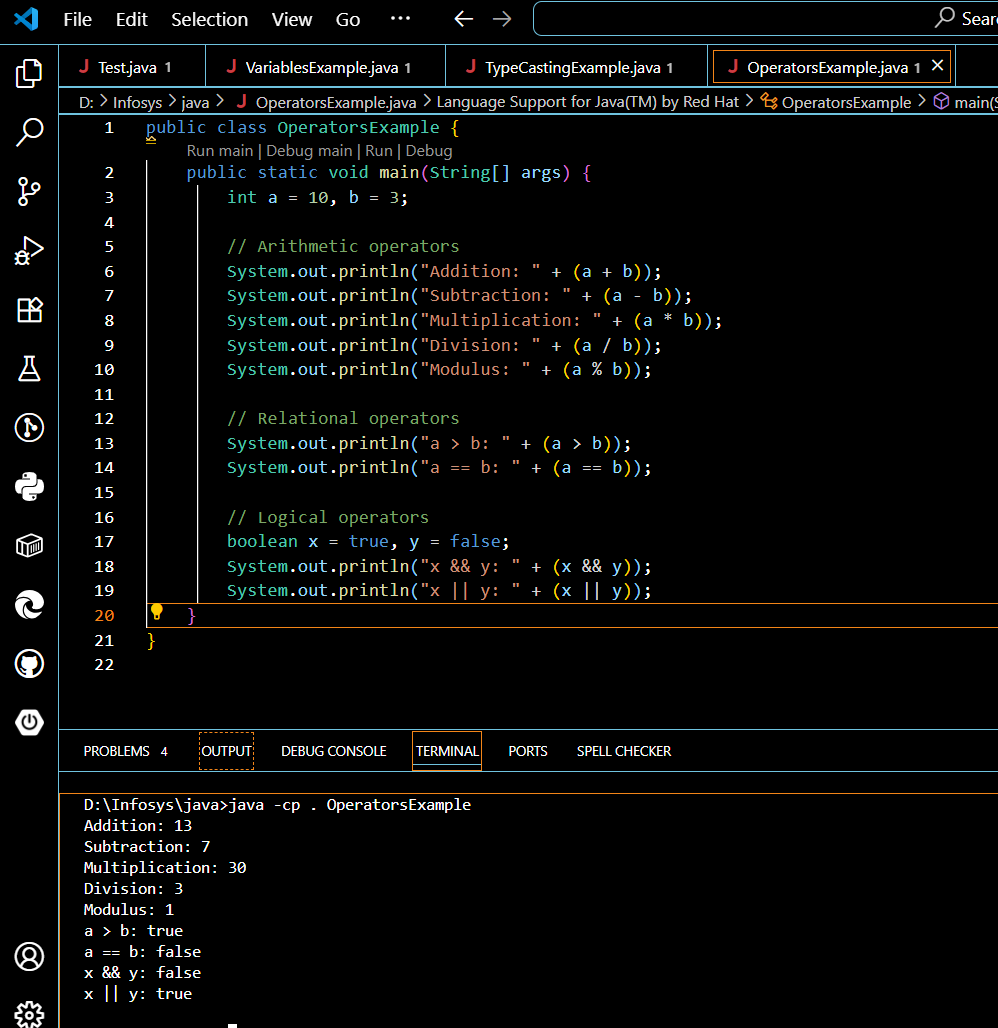 File Edit Selection View Go ··· Sear
J Test.java 1 J VariablesExample.java 1 J TypeCastingExample.java 1 J OperatorsExample.java 1 ×
D: > Infosys > java > J OperatorsExample.java > Language Support for Java(TM) by Red Hat > OperatorsExample > main(S
1 public class OperatorsExample {
Run main | Debug main | Run | Debug
2 public static void main(String[] args) {
3 int a = 10, b = 3;
4
5 // Arithmetic operators
6 System.out.println("Addition: " + (a + b));
7 System.out.println("Subtraction: " + (a - b));
8 System.out.println("Multiplication: " + (a * b));
9 System.out.println("Division: " + (a / b));
10 System.out.println("Modulus: " + (a % b));
11
12 // Relational operators
13 System.out.println("a > b: " + (a > b));
14 System.out.println("a == b: " + (a == b));
15
16 // Logical operators
17 boolean x = true, y = false;
18 System.out.println("x && y: " + (x && y));
19 System.out.println("x || y: " + (x || y));
20 }
21 }
22
PROBLEMS 4 OUTPUT DEBUG CONSOLE TERMINAL PORTS SPELL CHECKER
D:\Infosys\java>java -cp . OperatorsExample
Addition: 13
Subtraction: 7
Multiplication: 30
Division: 3
Modulus: 1
a > b: true
a == b: false
x && y: false
x || y: true